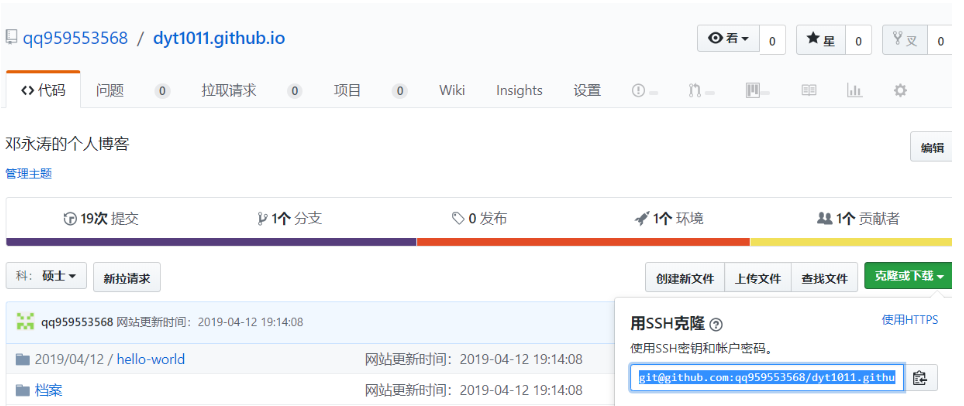 qq959553568 / dyt1011.github.io
看 0 星 0 叉 0
代码 问题 0 拉取请求 0 项目 0 Wiki Insights 设置
邓永涛的个人博客
编辑
管理主题
19次 提交 1个 分支 0 发布 1个 环境 1个 贡献者
科: 硕士 新拉请求 创建新文件 上传文件 查找文件 克隆或下载
qq959553568 网站更新时间: 2019-04-12 19:14:08
2019/04/12 / hello-world 网站更新时间: 2019-04-12 19:14:08
档案 网站更新时间: 2019-04-12 19:14:08
用SSH克隆 使用HTTPS
使用SSH密钥和帐户密码。
git@github.com:qq959553568/dyt1011.githu